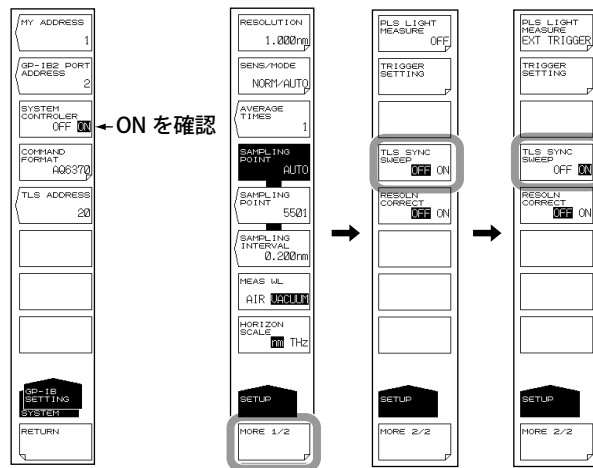 MY ADDRESS
1
GP-IB2 PORT
ADDRESS
2
SYSTEM
CONTROLER
OFF ON
COMMAND
FORMAT
AQ6370
TLS ADDRESS
20
GP-IB
SETTING
SYSTEM
RETURN
←ON を確認
RESOLUTION
1.000nm
SENS/MODE
NORM/AUTO
AVERAGE
TIMES
1
SAMPLING
POINT
AUTO
SAMPLING
POINT
5501
SAMPLING
INTERVAL
0.200nm
MEAS WL
AIR VACUUM
HORIZON
SCALE
nm THz
SETUP
MORE 1/2
→
PLS LIGHT
MEASURE
OFF
TRIGGER
SETTING
TLS SYNC
SWEEP
OFF ON
RESOLN
CORRECT
OFF ON
SETUP
MORE 2/2
→
PLS LIGHT
MEASURE
EXT TRIGGER
TRIGGER
SETTING
TLS SYNC
SWEEP
OFF ON
RESOLN
CORRECT
OFF ON
SETUP
MORE 2/2